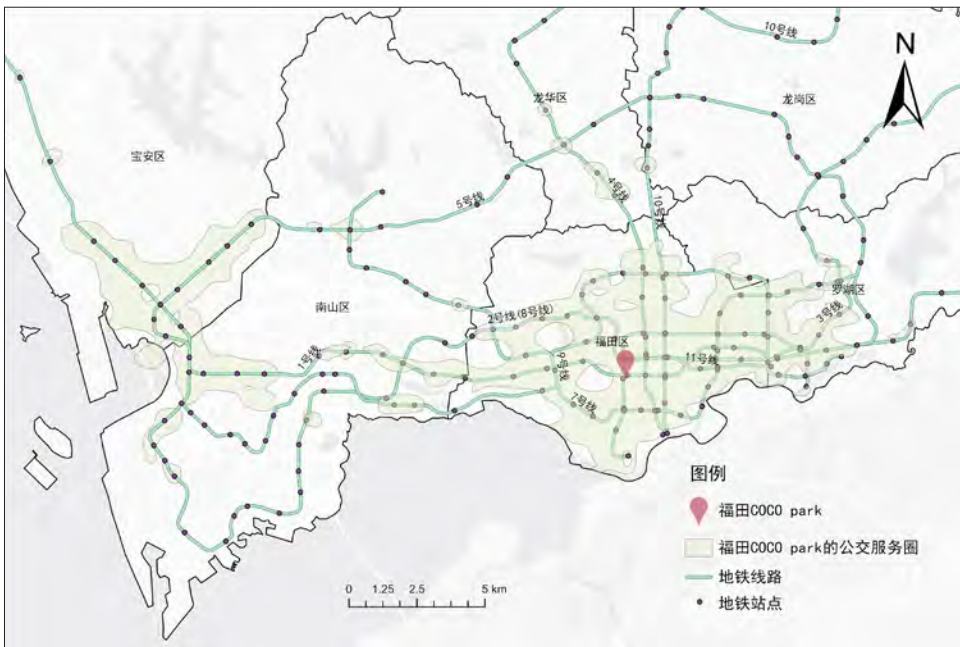 10号线
N
龙华区
龙岗区
宝安区
4号线
5号线
10号线
南山区
2号线(8号线)
罗湖区
3号线
福田区
1号线
9号线
11号线
7号线
图例
福田COCO park
福田COCO park的公交服务圈
地铁线路
地铁站点
0 1.25 2.5 5 km